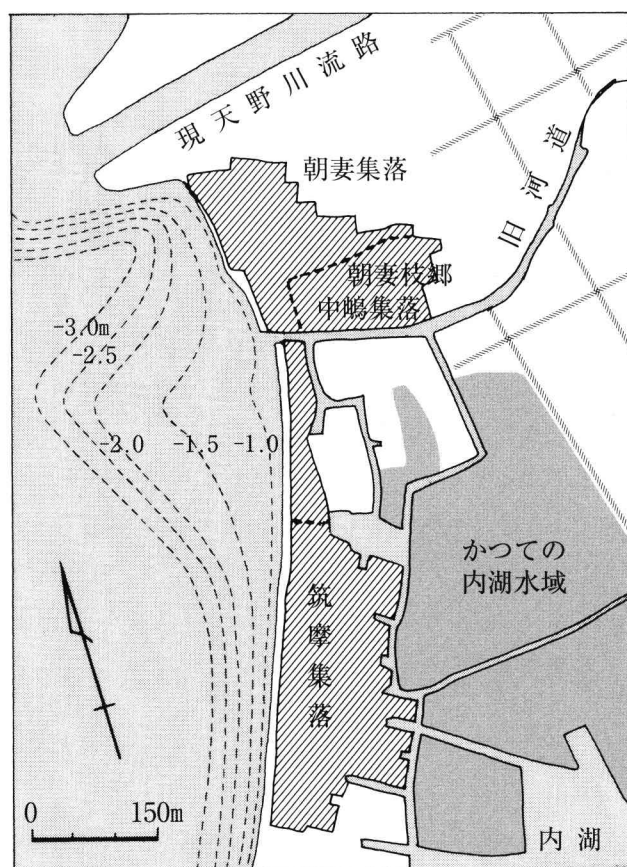 現天野川流路
朝妻集落
旧河道
朝妻枝郷
中嶋集落
-3.0m
-2.5
-2.0
-1.5
-1.0
かつての
内湖水域
筑摩集落
0
150m
内湖